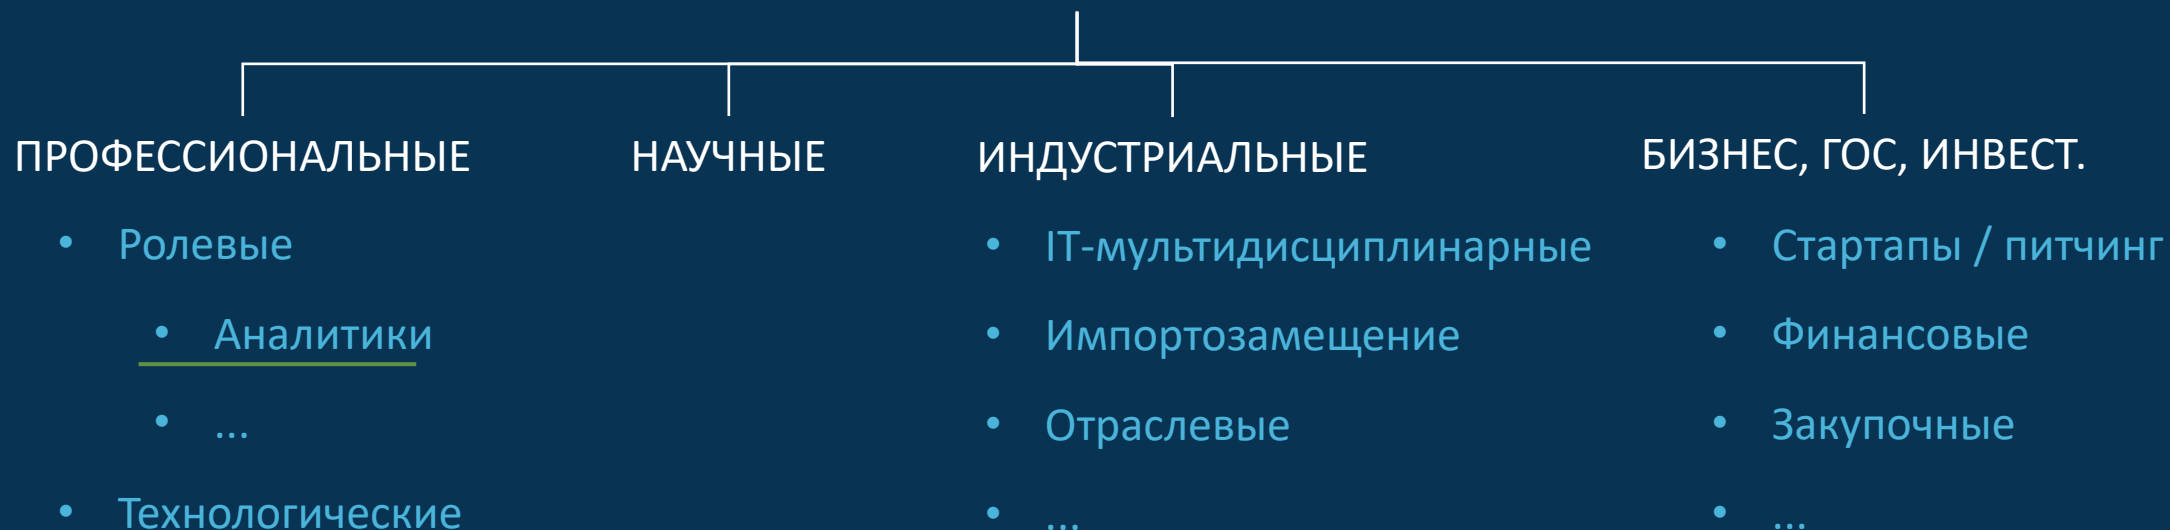 ПРОФЕССИОНАЛЬНЫЕ
• Ролевые
• Аналитики
• ...
• Технологические
НАУЧНЫЕ
ИНДУСТРИАЛЬНЫЕ
• IT-мультидисциплинарные
• Импортозамещение
• Отраслевые
• ...
БИЗНЕС, ГОС, ИНВЕСТ.
• Стартапы / питчинг
• Финансовые
• Закупочные
• ...